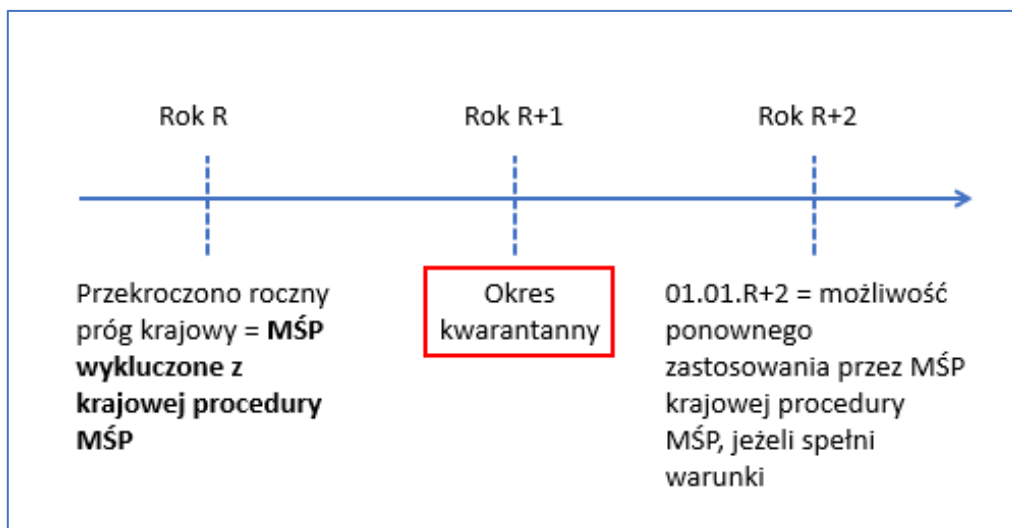 Rok R
Rok R+1
Rok R+2
Przekroczono roczny
próg krajowy = MŚP
wykluczone z
krajowej procedury
MŚP
Okres
kwarantanny
01.01.R+2 = możliwość
ponownego
zastosowania przez MŚP
krajowej procedury
MŚP, jeżeli spełni
warunki